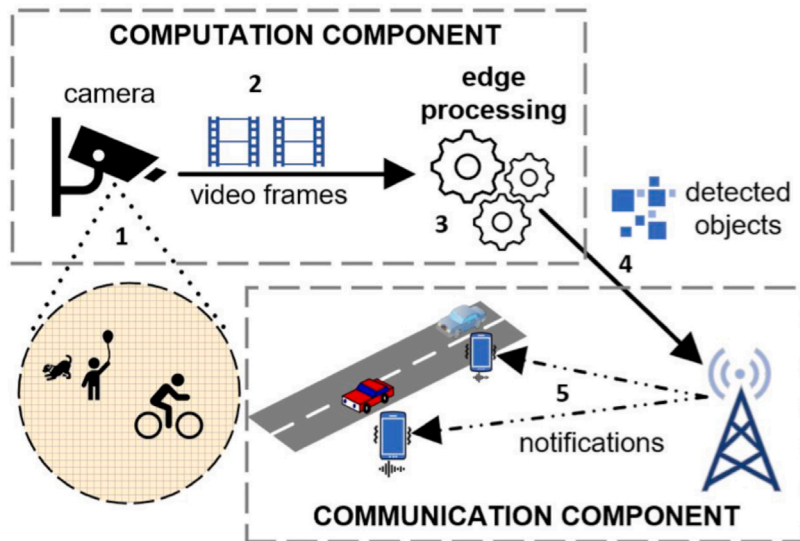 COMPUTATION COMPONENT
camera
2
edge
processing
video frames
3
1
detected
objects
4
5
notifications
COMMUNICATION COMPONENT